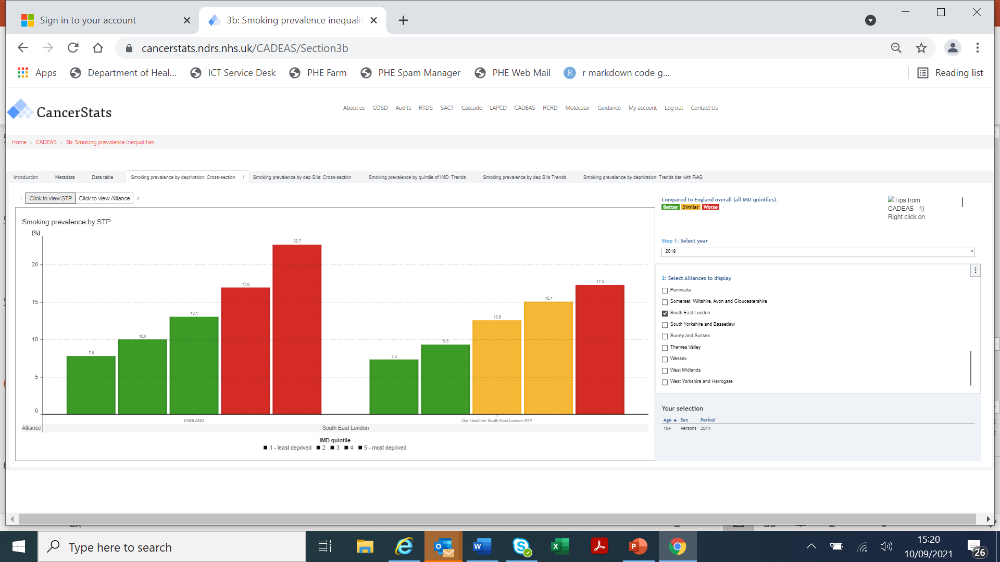 Sign in to your account
3b: Smoking prevalence inequalit
cancerstats.ndrs.nhs.uk/CADEAS/Section3b
Apps Department of Heal... ICT Service Desk PHE Farm PHE Spam Manager PHE Web Mail R r markdown code g... Reading list
CancerStats
About us COSD Audits RTDS SACT Cascade LAPCD CADEAS RCRD Molecular Guidance My account Log out Contact Us
Home » CADEAS » 3b: Smoking prevalence inequalities
Introduction Metadata Data table Smoking prevalence by deprivation: Cross-section Smoking prevalence by dep SIIs: Cross-section Smoking prevalence by quintile of IMD: Trends Smoking prevalence by dep SIIs Trends Smoking prevalence by deprivation: Trends bar with RAG
Click to view STP Click to view Alliance
Smoking prevalence by STP
(%)
20
15
10
5
0
7.8
10.0
13.1
17.0
22.7
7.4
9.3
12.6
15.1
17.3
ENGLAND
Our Healthier South East London STP
Alliance
South East London
IMD quintile
1 - least deprived 2 3 4 5 - most deprived
Compared to England overall (all IMD quintiles):
Better Similar Worse
Tips from
CADEAS 1)
Right click on
Step 1: Select year
2019
2: Select Alliances to display
Peninsula
Somerset, Wiltshire, Avon and Gloucestershire
South East London
South Yorkshire and Bassetlaw
Surrey and Sussex
Thames Valley
Wessex
West Midlands
West Yorkshire and Harrogate
Your selection
Age Sex Period
18+ Persons 2019
Type here to search
15:20
10/09/2021
26